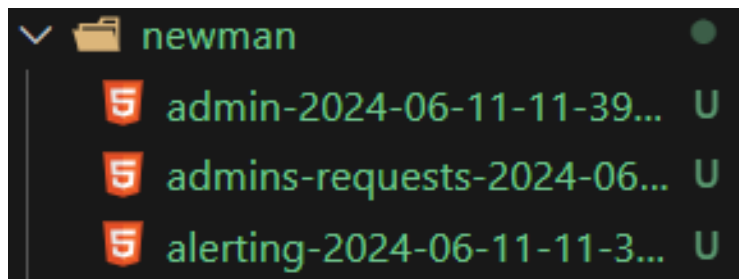 newman
admin-2024-06-11-11-39... U
admins-requests-2024-06... U
alerting-2024-06-11-11-3... U